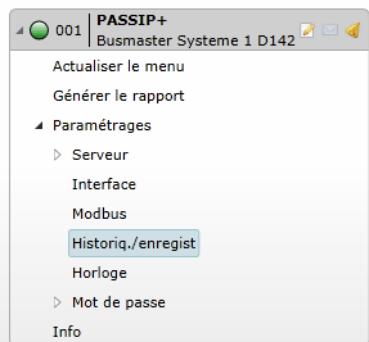 001 PASSIP+
Busmaster Systeme 1 D142
Actualiser le menu
Générer le rapport
Paramétrages
Serveur
Interface
Modbus
Historiq./enregist
Horloge
Mot de passe
Info